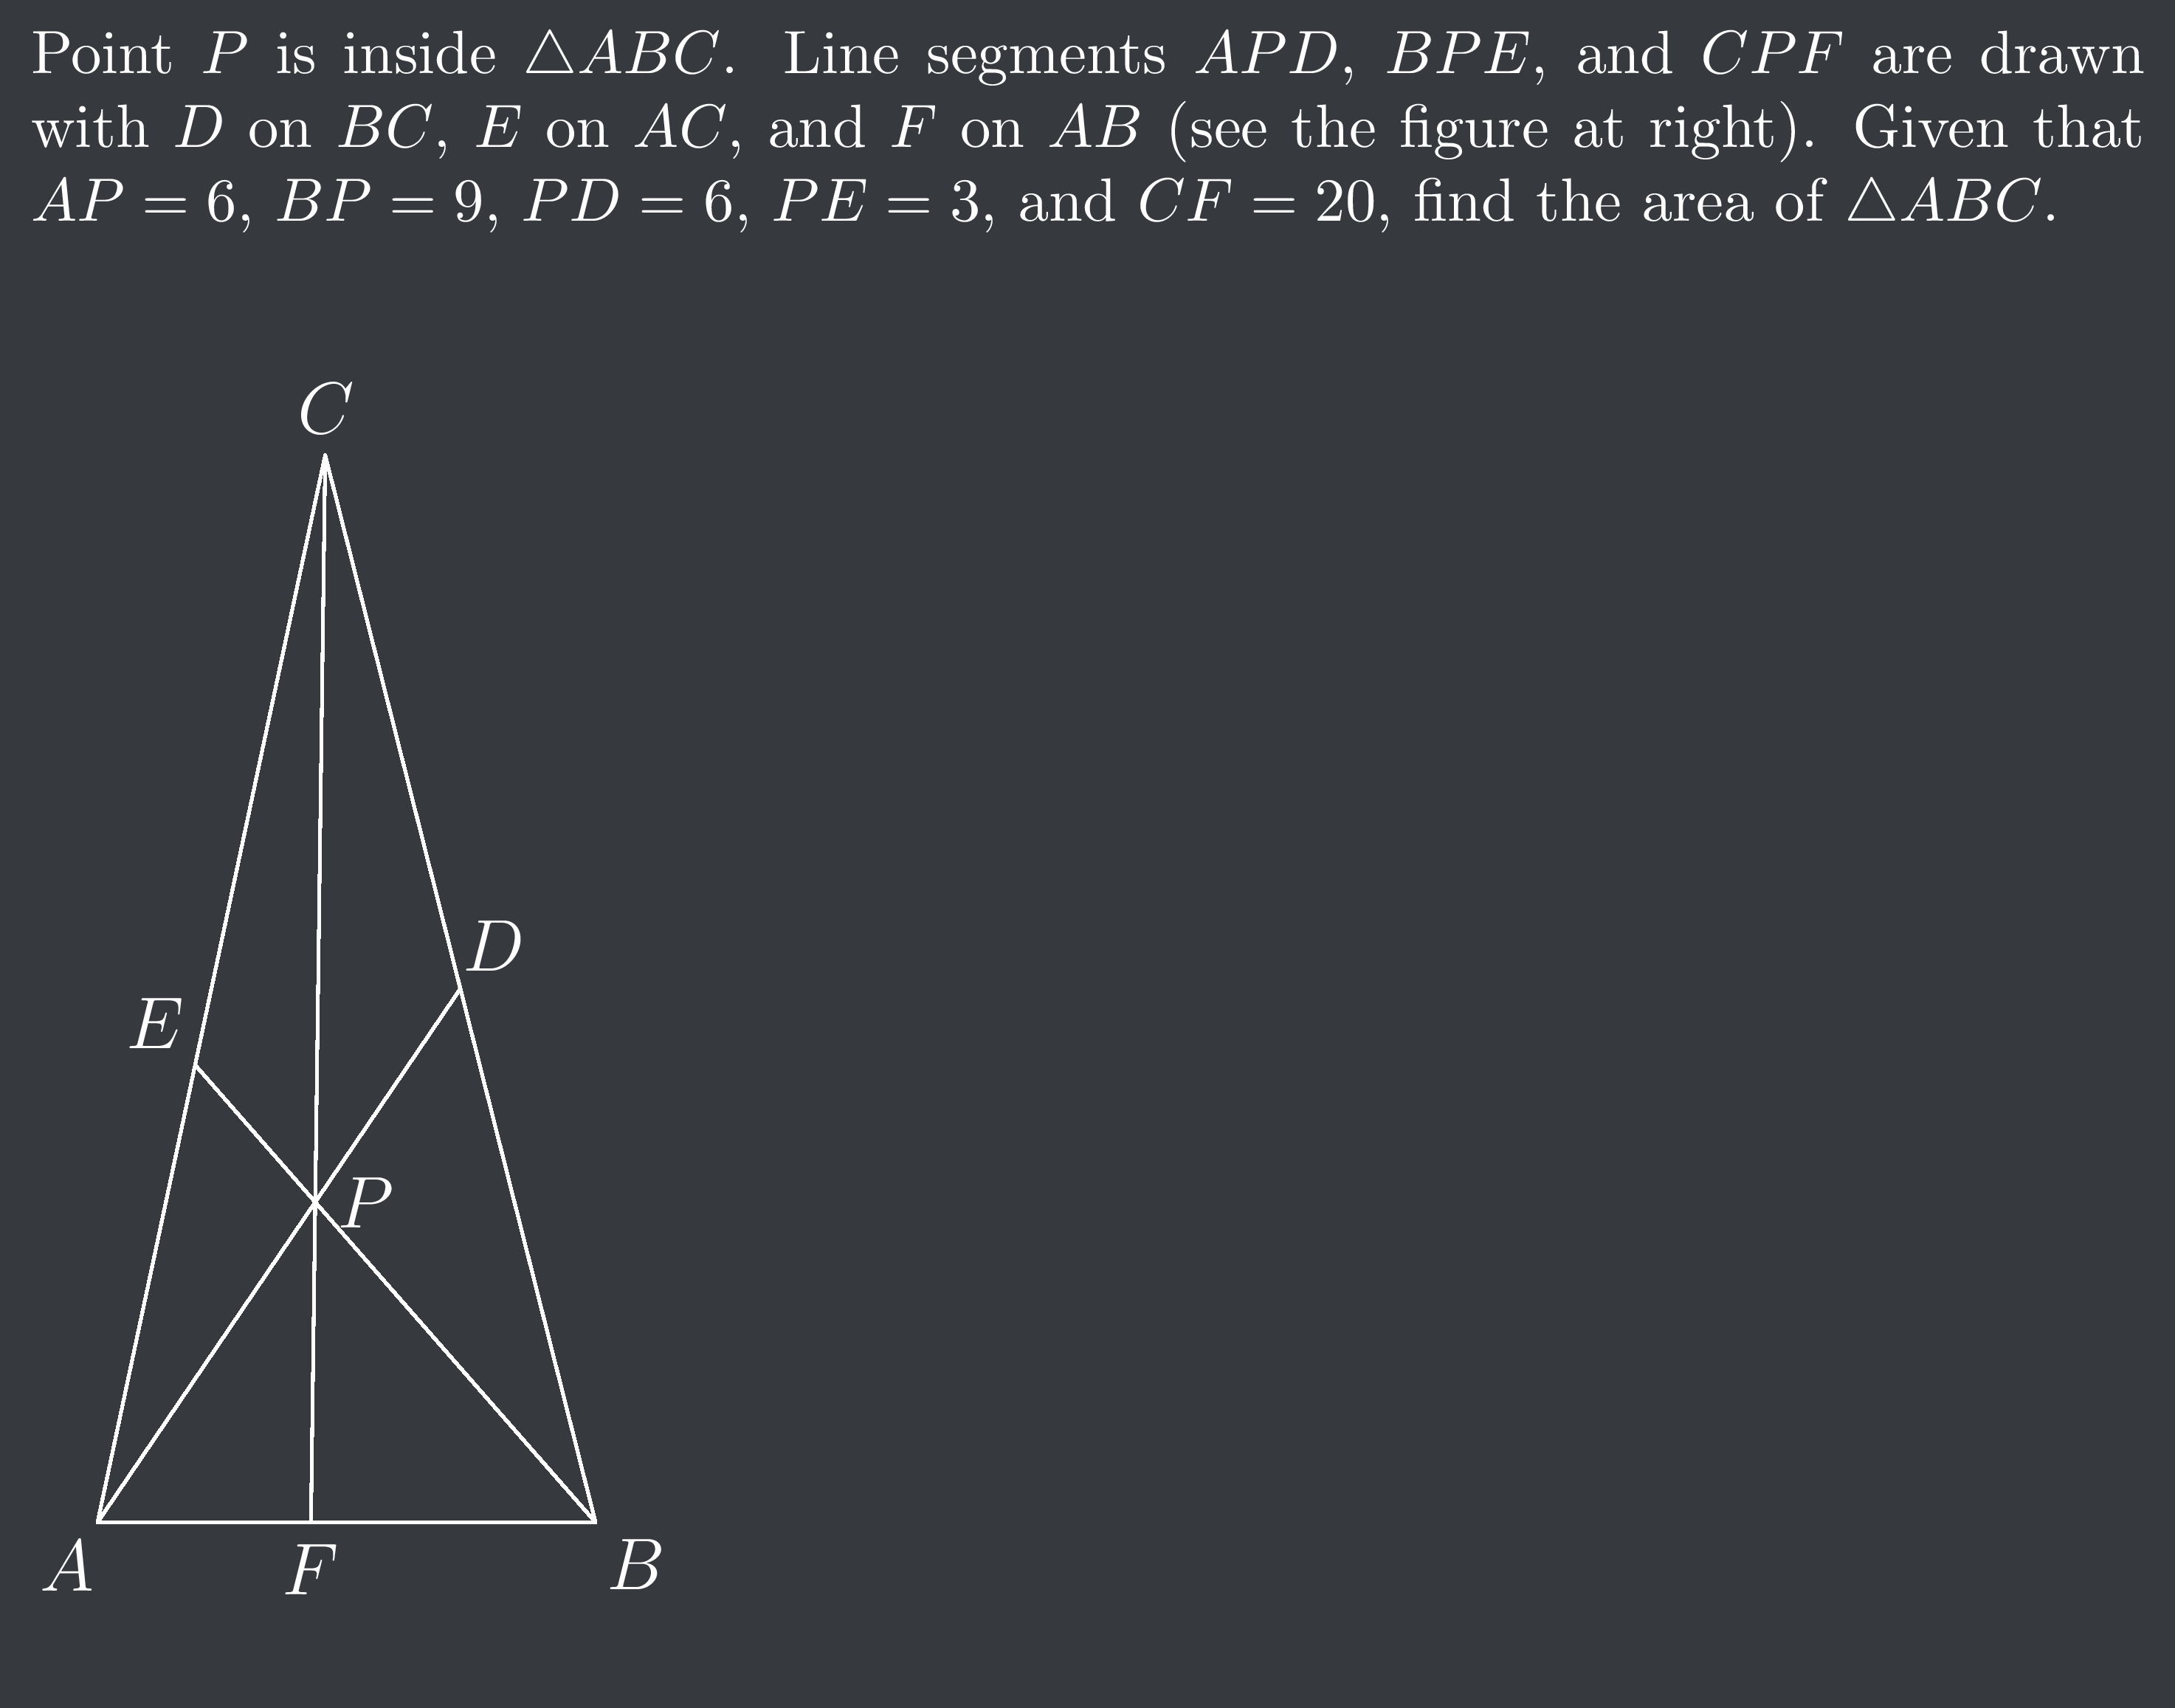 Point P is inside △ABC. Line segments APD, BPE, and CPF are drawn
with D on BC, E on AC, and F on AB (see the figure at right). Given that
AP = 6, BP = 9, PD = 6, PE = 3, and CF = 20, find the area of △ABC.
C
D
E
P
A
F
B